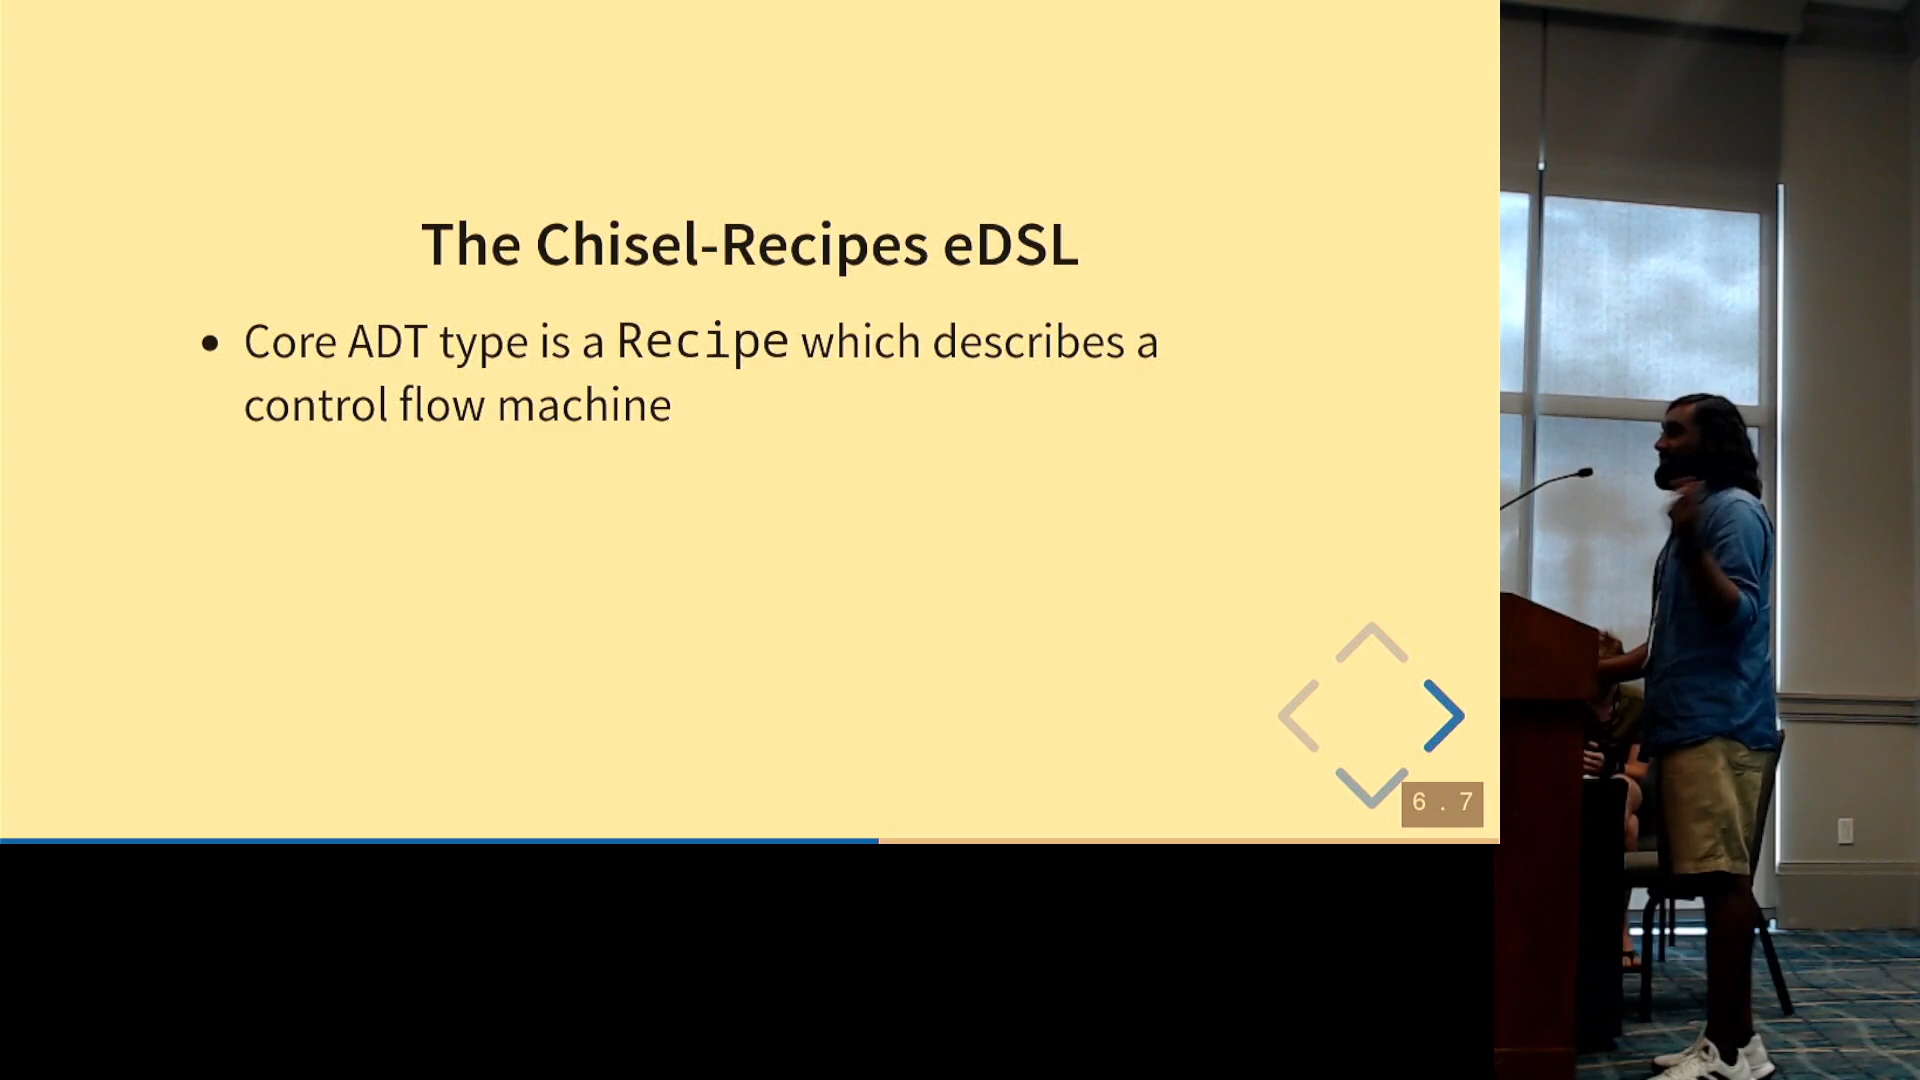 The Chisel-Recipes eDSL
• Core ADT type is a Recipe which describes a
control flow machine
6 . 7